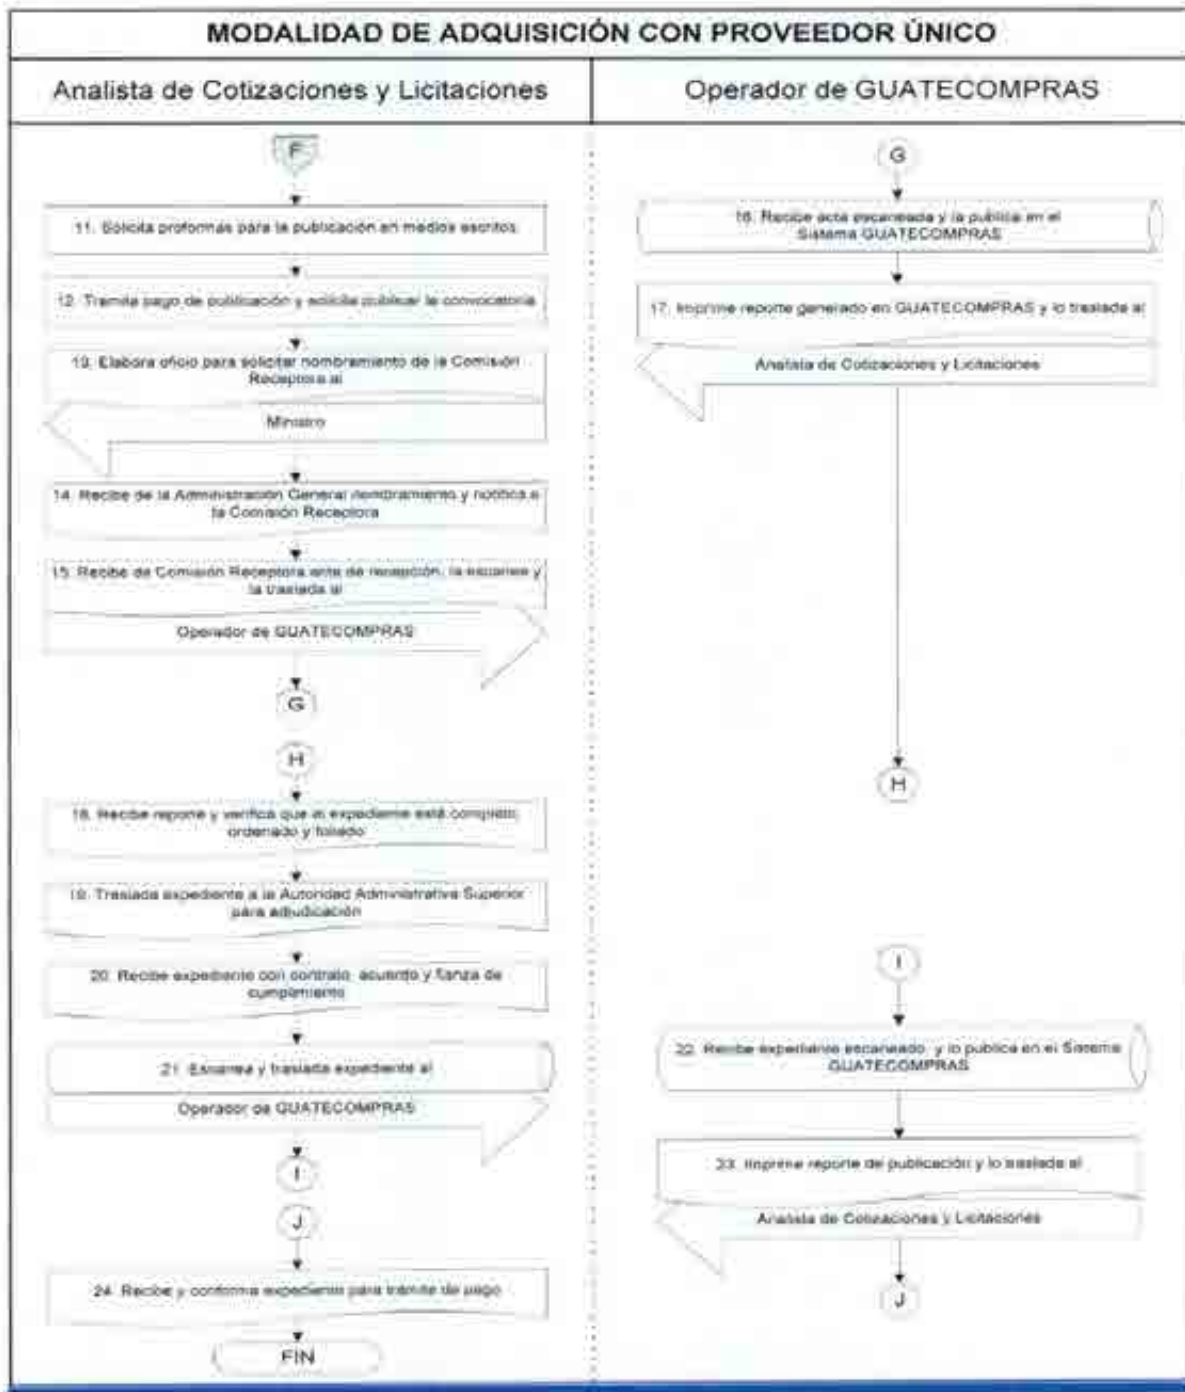 MODALIDAD DE ADQUISICIÓN CON PROVEEDOR ÚNICO
Analista de Cotizaciones y Licitaciones
F
11. Solicita proformas para la publicación en medios escritos
12. Tramita pago de publicación y solicita publicar la convocatoria
13. Elabora oficio para solicitar nombramiento de la Comisión
Receptora al
Ministro
14. Recibe de la Administración General nombramiento y notifica a
la Comisión Receptora
15. Recibe de Comisión Receptora acta de recepción, la escanea y
la traslada al
Operador de GUATECOMPRAS
G
H
18. Recibe reporte y verifica que el expediente está completo,
ordenado y foliado
19. Traslada expediente a la Autoridad Administrativa Superior
para adjudicación
20. Recibe expediente con contrato, acuerdo y fianza de
cumplimiento
21. Escanea y traslada expediente al
Operador de GUATECOMPRAS
I
J
24. Recibe y conforma expediente para trámite de pago
FIN
Operador de GUATECOMPRAS
G
16. Recibe acta escaneada y la publica en el
Sistema GUATECOMPRAS
17. Imprime reporte generado en GUATECOMPRAS y lo traslada al
Analista de Cotizaciones y Licitaciones
H
I
22. Recibe expediente escaneado y lo publica en el Sistema
GUATECOMPRAS
23. Imprime reporte de publicación y lo traslada al
Analista de Cotizaciones y Licitaciones
J